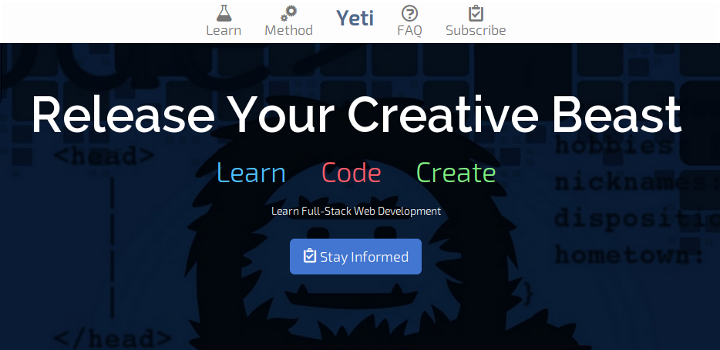 Learn Method Yeti FAQ Subscribe
Release Your Creative Beast
<head>
hobbies
Learn Code Create
nicknames
Learn Full-Stack Web Development
dispositio
Stay Informed
hometown:
}
</head>